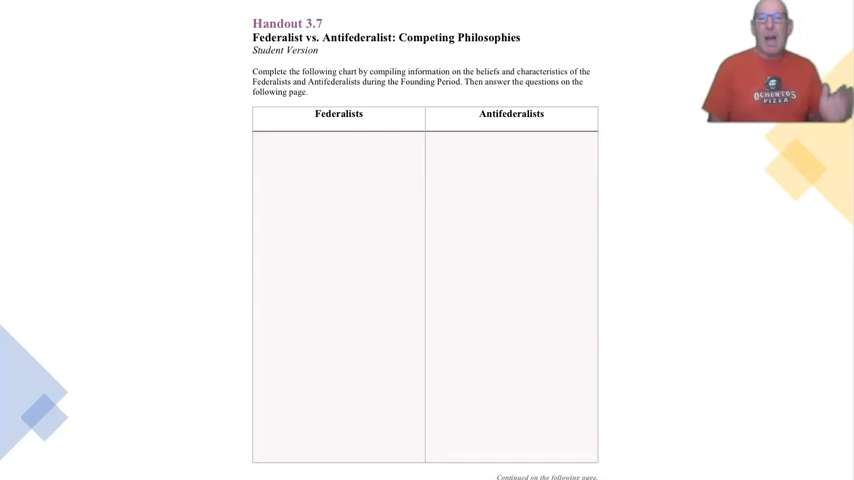 Handout 3.7
Federalist vs. Antifederalist: Competing Philosophies
Student Version
Complete the following chart by compiling information on the beliefs and characteristics of the
Federalists and Antifederalists during the Founding Period. Then answer the questions on the
following page.
Federalists
Antifederalists
Continued on the following page.
PIZZA